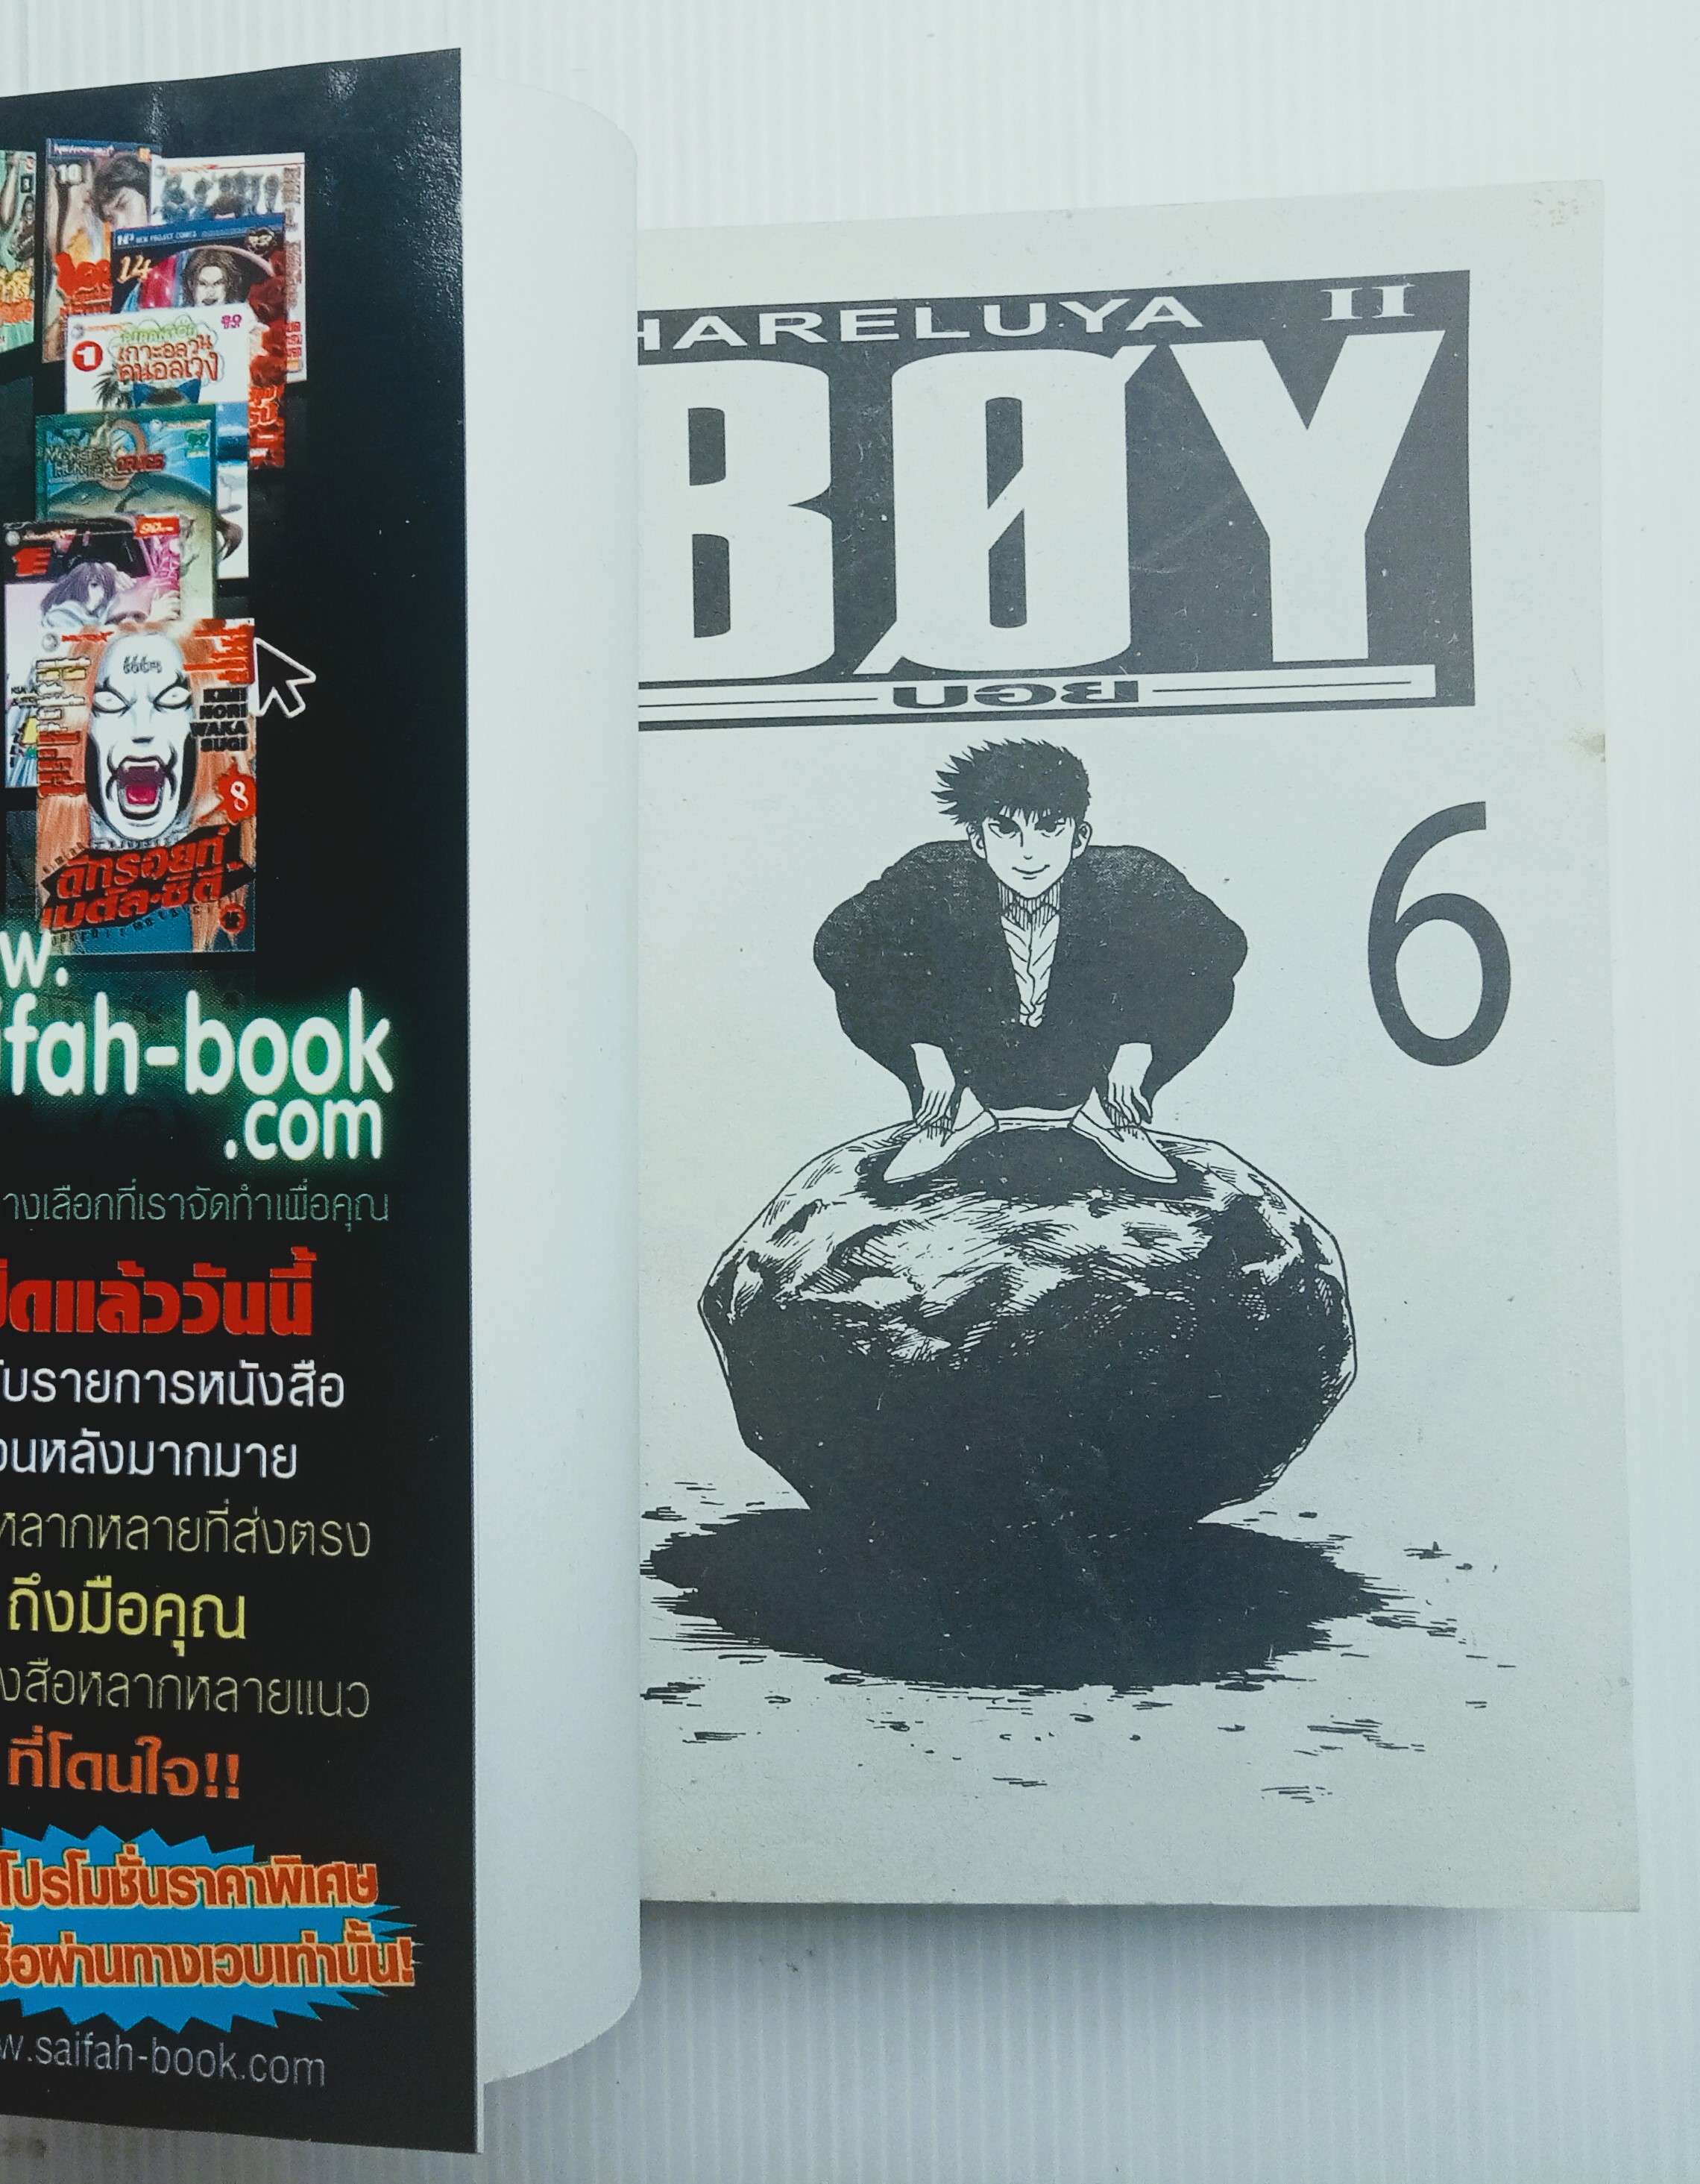 10
NEW PROJECT COMICS
14
1
เกาะอลวน
คนอลเวง
MONSTER
HUNTER ORAGE
1
KIMI
NORI
WAKA
SUGI
8
ดีทรอยท์
เมตัล ซิตี้
w.
ifah-book
.com
างเลือกที่เราจัดทำเพื่อคุณ
ปิดแล้ววันนี้
บรายการหนังสือ
อนหลังมากมาย
หลากหลายที่ส่งตรง
ถึงมือคุณ
งสือหลากหลายแนว
ที่โดนใจ!!
โปรโมชั่นราคาพิเศษ
ซื้อผ่านทางเวบเท่านั้น!
w.saifah-book.com
HARELUYA II
BØY
6